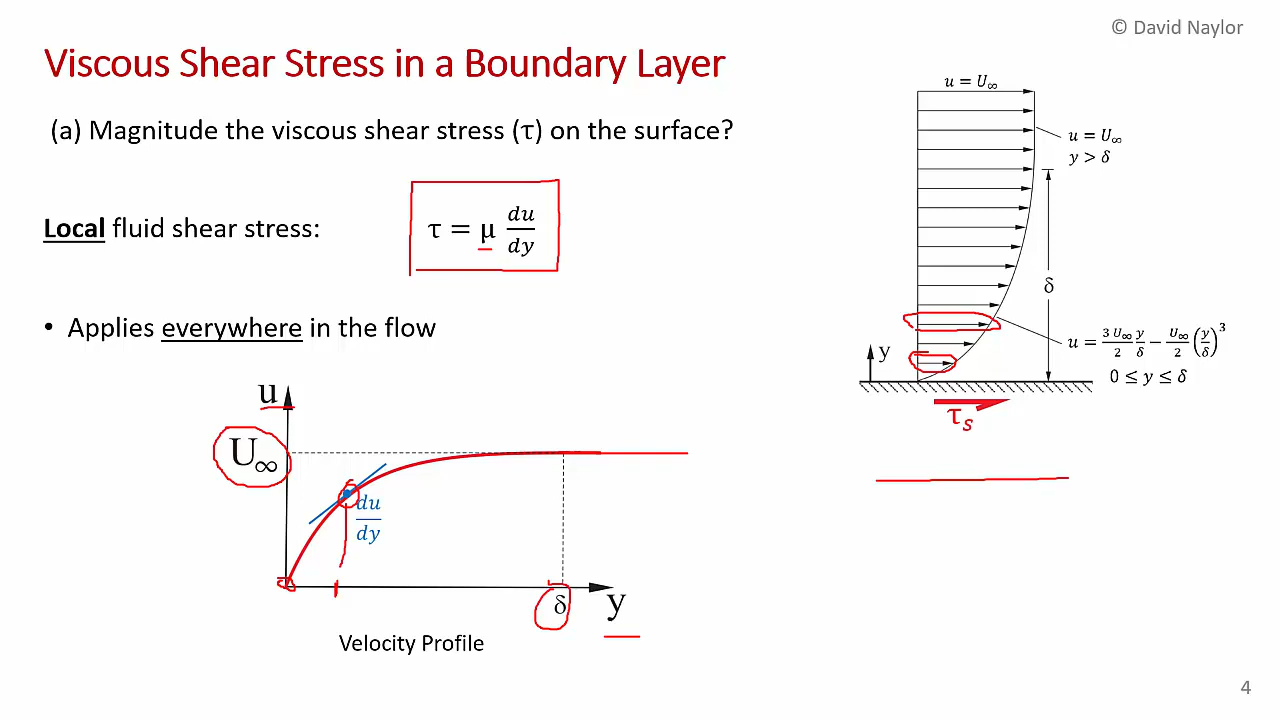 © David Naylor
Viscous Shear Stress in a Boundary Layer
(a) Magnitude the viscous shear stress (τ) on the surface?
Local fluid shear stress:
τ = μ du/dy
• Applies everywhere in the flow
u
U∞
du/dy
δ
y
Velocity Profile
u = U∞
u = U∞
y > δ
δ
y
u = 3 U∞/2 y/δ − U∞/2 (y/δ)³
0 ≤ y ≤ δ
τs
4